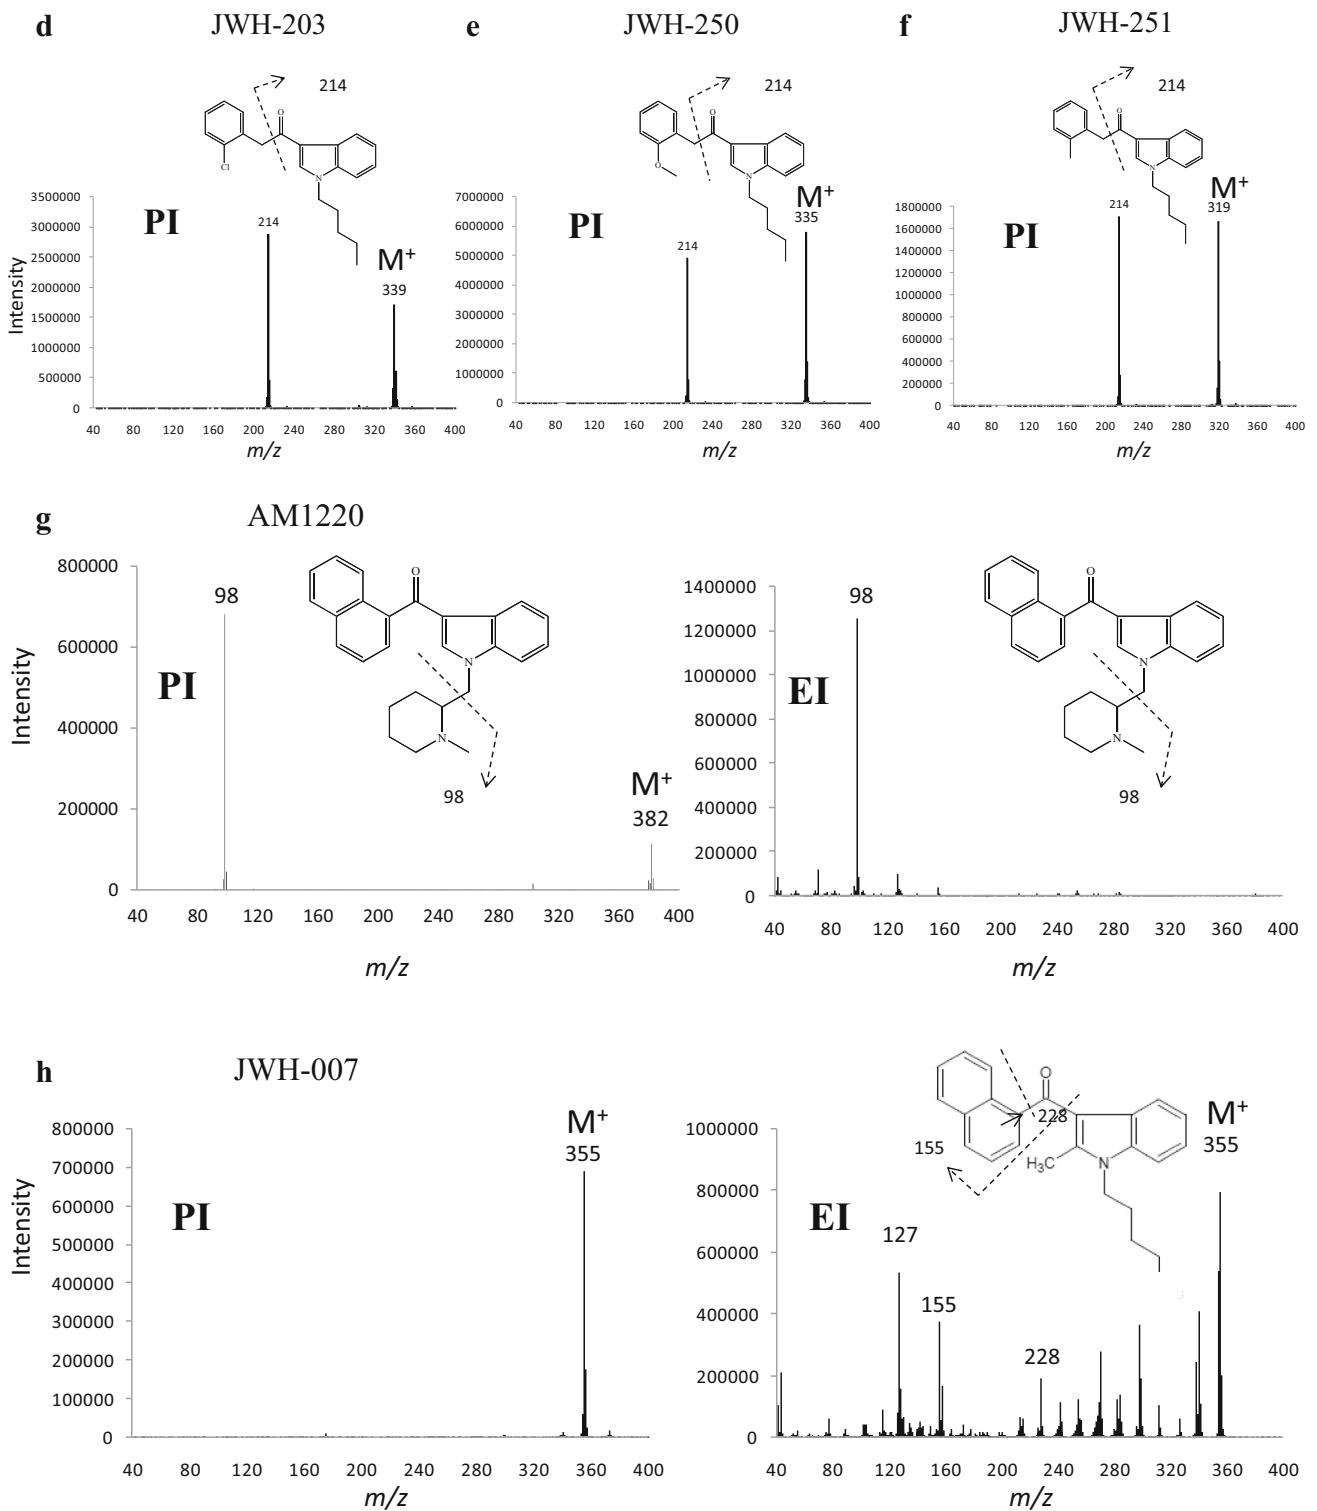 d JWH-203 e JWH-250 f JWH-251
214 214 214
O O O
Cl O
N N N
PI PI PI
214 M+ 339
214 M+ 335
214 M+ 319
Intensity
3500000
3000000
2500000
2000000
1500000
1000000
500000
0
40 80 120 160 200 240 280 320 360 400
m/z
7000000
6000000
5000000
4000000
3000000
2000000
1000000
0
40 80 120 160 200 240 280 320 360 400
m/z
1800000
1600000
1400000
1200000
1000000
800000
600000
400000
200000
0
40 80 120 160 200 240 280 320 360 400
m/z
g AM1220
800000
600000
400000
200000
0
Intensity
PI
98
O
N
N
98
M+
382
40 80 120 160 200 240 280 320 360 400
m/z
1400000
1200000
1000000
800000
600000
400000
200000
0
EI
98
O
N
N
98
40 80 120 160 200 240 280 320 360 400
m/z
h JWH-007
800000
700000
600000
500000
400000
300000
200000
100000
0
Intensity
PI
M+
355
40 80 120 160 200 240 280 320 360 400
m/z
1000000
800000
600000
400000
200000
0
EI
O
228
155
H3C
N
M+
355
127
155
228
40 80 120 160 200 240 280 320 360 400
m/z